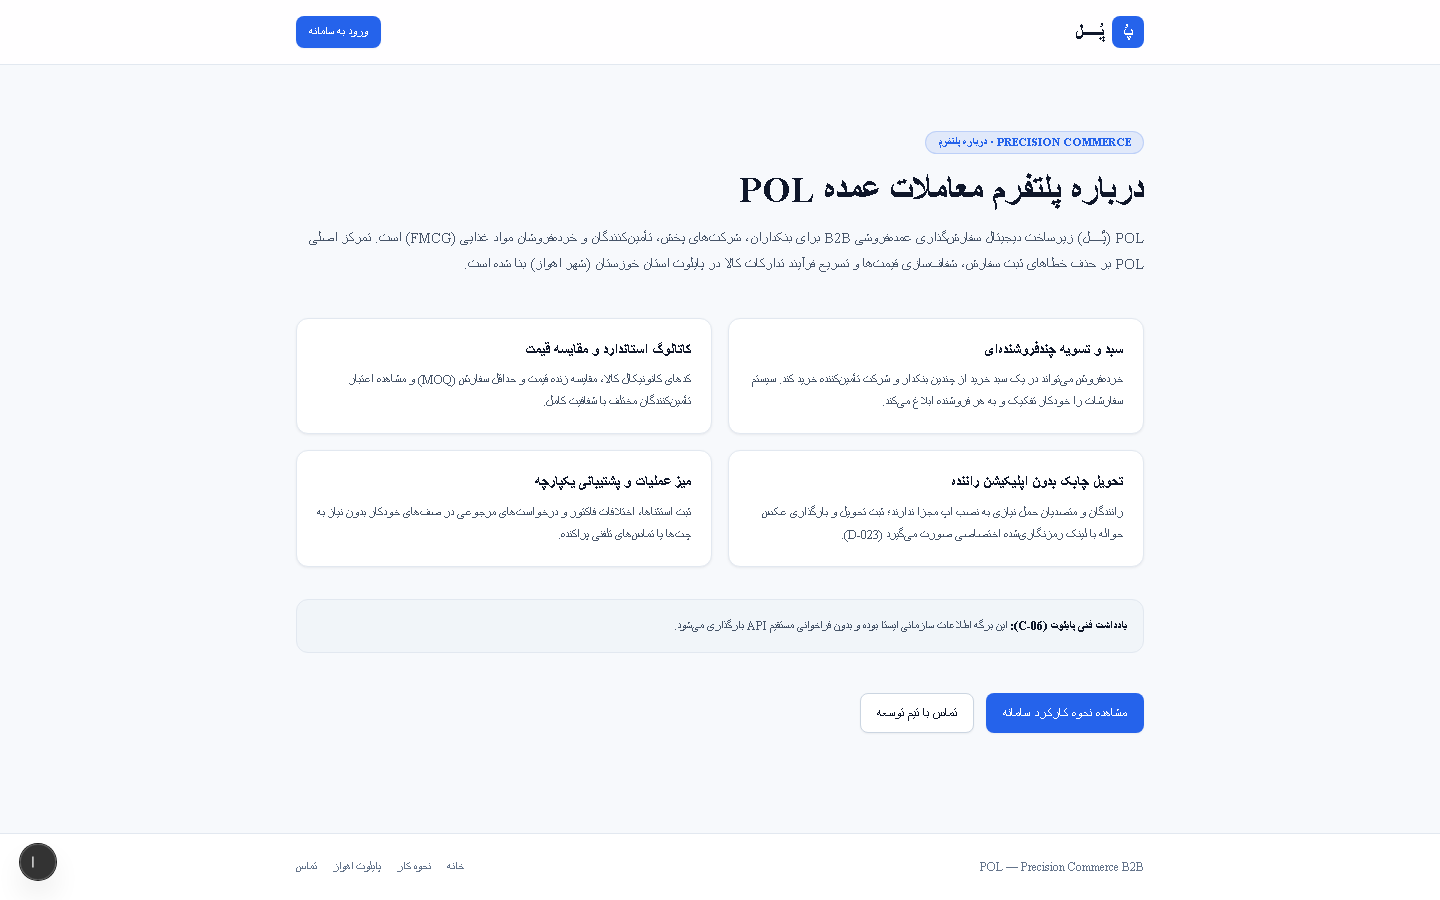 پُ
پُـــل
ورود به سامانه
PRECISION COMMERCE · درباره پلتفرم
درباره پلتفرم معاملات عمده POL
POL (پُـــل) زیرساخت دیجیتال سفارش‌گذاری عمده‌فروشی B2B برای بنکداران، شرکت‌های پخش، تأمین‌کنندگان و خرده‌فروشان مواد غذایی (FMCG) است. تمرکز اصلی
POL بر حذف خطاهای ثبت سفارش، شفاف‌سازی قیمت‌ها و تسریع فرآیند تدارکات کالا در پایلوت استان خوزستان (شهر اهواز) بنا شده است.
سبد و تسویه چندفروشنده‌ای
خرده‌فروش می‌تواند در یک سبد خرید از چندین بنکدار و شرکت تأمین‌کننده خرید کند. سیستم
سفارشات را خودکار تفکیک و به هر فروشنده ابلاغ می‌کند.
کاتالوگ استاندارد و مقایسه قیمت
کدهای کانونیکال کالا، مقایسه زنده قیمت و حداقل سفارش (MOQ) و مشاهده اعتبار
تأمین‌کنندگان مختلف با شفافیت کامل.
تحویل چابک بدون اپلیکیشن راننده
رانندگان و متصدیان حمل نیازی به نصب اپ مجزا ندارند؛ ثبت تحویل و بارگذاری عکس
حواله با لینک رمزنگاری‌شده اختصاصی صورت می‌گیرد (D-023).
میز عملیات و پشتیبانی یکپارچه
ثبت استثناها، اختلافات فاکتور و درخواست‌های مرجوعی در صف‌های خودکار بدون نیاز به
چت‌ها یا تماس‌های تلفنی پراکنده.
یادداشت فنی پایلوت (C-06): این برگه اطلاعات سازمانی ایستا بوده و بدون فراخوانی مستقیم API بارگذاری می‌شود.
مشاهده نحوه کارکرد سامانه
تماس با تیم توسعه
POL — Precision Commerce B2B
خانه
نحوه کار
پایلوت اهواز
تماس